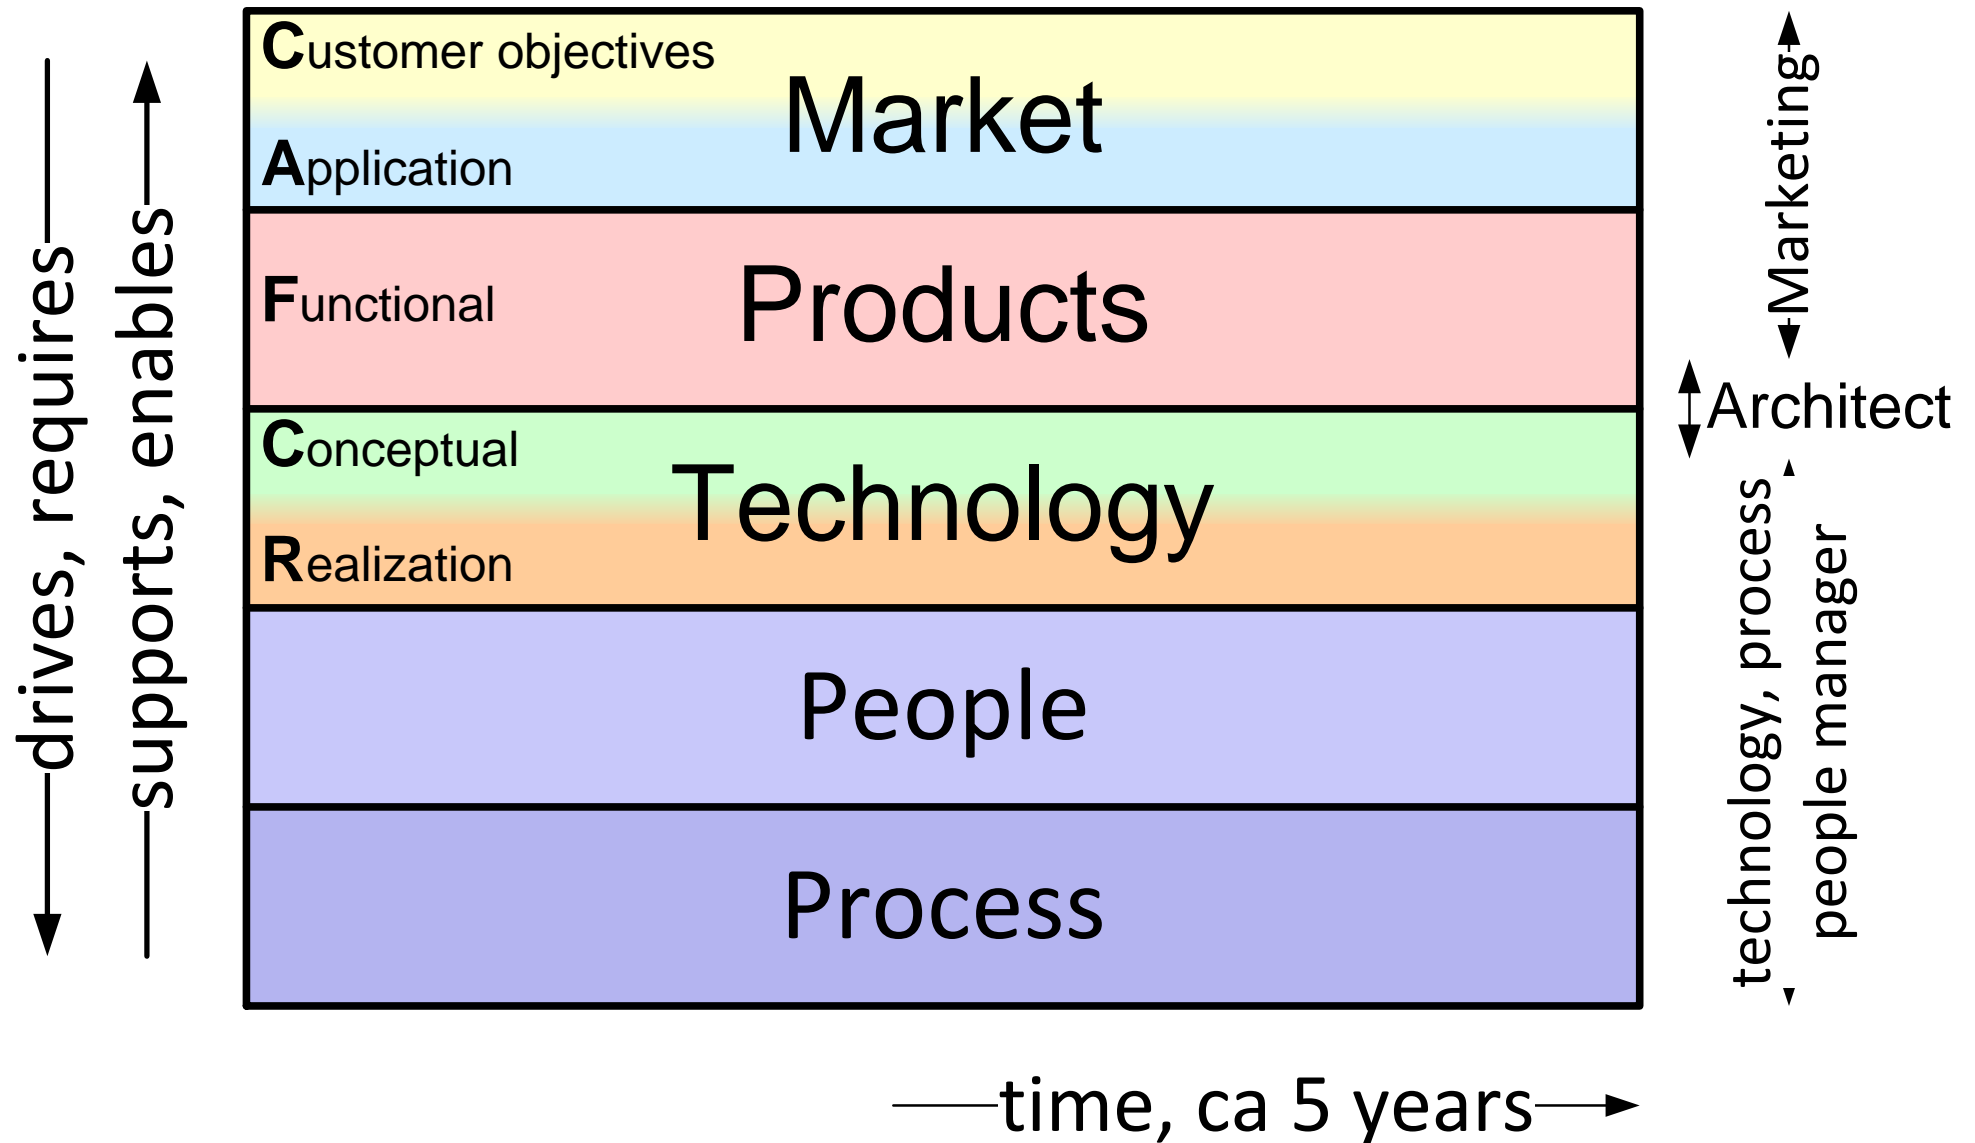 drives, requires
supports, enables
Customer objectives
Market
Application
Functional
Products
Conceptual
Technology
Realization
People
Process
Marketing
Architect
technology, process
people manager
time, ca 5 years